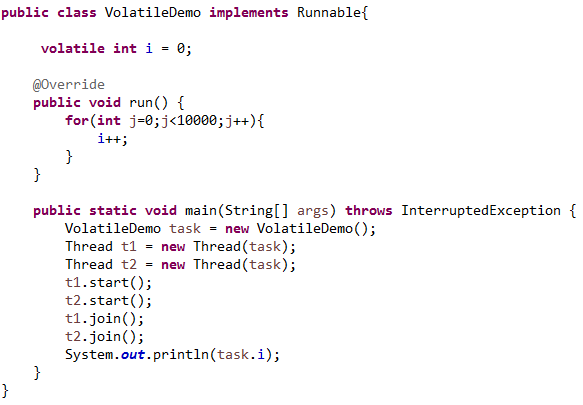 public class VolatileDemo implements Runnable{
volatile int i = 0;
@Override
public void run() {
for(int j=0;j<10000;j++){
i++;
}
}
public static void main(String[] args) throws InterruptedException {
VolatileDemo task = new VolatileDemo();
Thread t1 = new Thread(task);
Thread t2 = new Thread(task);
t1.start();
t2.start();
t1.join();
t2.join();
System.out.println(task.i);
}
}